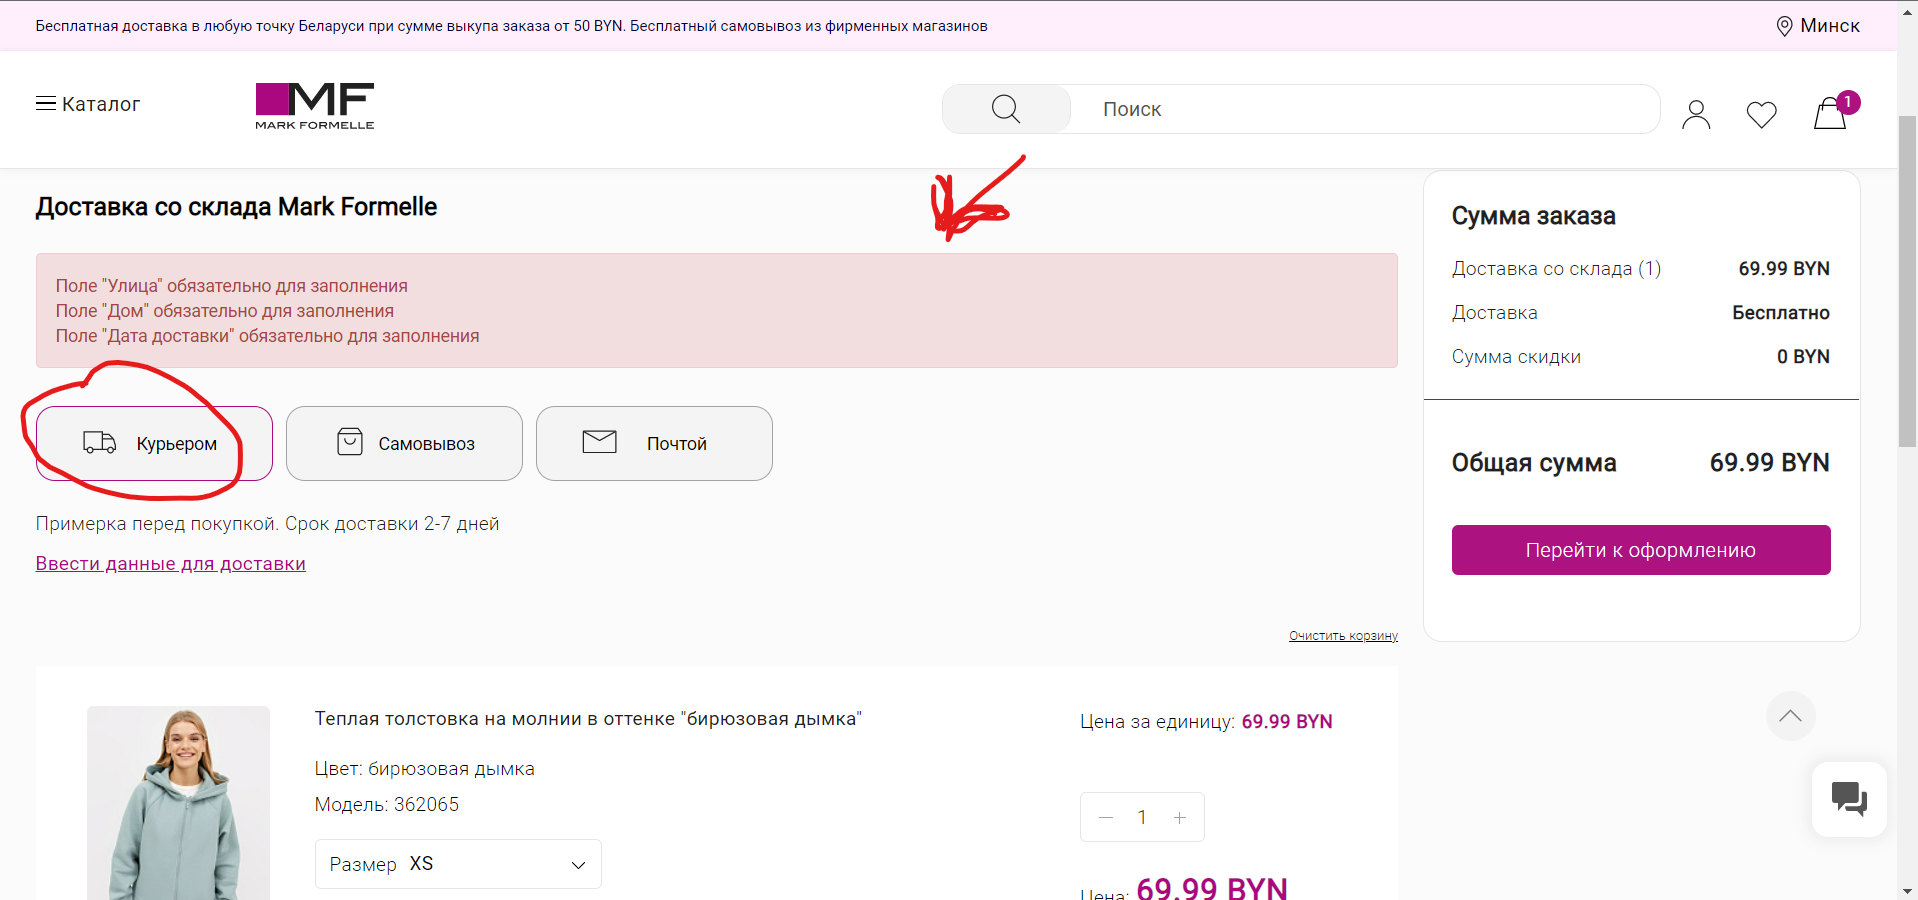 Бесплатная доставка в любую точку Беларуси при сумме выкупа заказа от 50 BYN. Бесплатный самовывоз из фирменных магазинов
Минск
Каталог
MF
MARK FORMELLE
Поиск
1
Доставка со склада Mark Formelle
Поле "Улица" обязательно для заполнения
Поле "Дом" обязательно для заполнения
Поле "Дата доставки" обязательно для заполнения
Курьером
Самовывоз
Почтой
Примерка перед покупкой. Срок доставки 2-7 дней
Ввести данные для доставки
Сумма заказа
Доставка со склада (1) 69.99 BYN
Доставка Бесплатно
Сумма скидки 0 BYN
Общая сумма 69.99 BYN
Перейти к оформлению
Очистить корзину
Теплая толстовка на молнии в оттенке "бирюзовая дымка"
Цвет: бирюзовая дымка
Модель: 362065
Размер XS
Цена за единицу: 69.99 BYN
1
Цена: 69.99 BYN